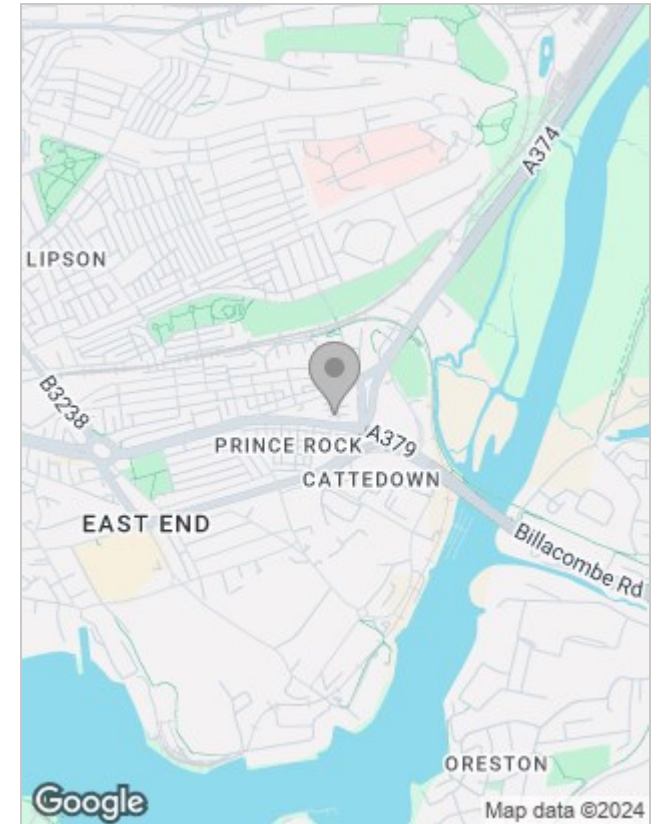 A374
LIPSON
B3238
PRINCE ROCK
A379
CATTEDOWN
EAST END
Billacombe Rd
ORESTON
Google
Map data ©2024